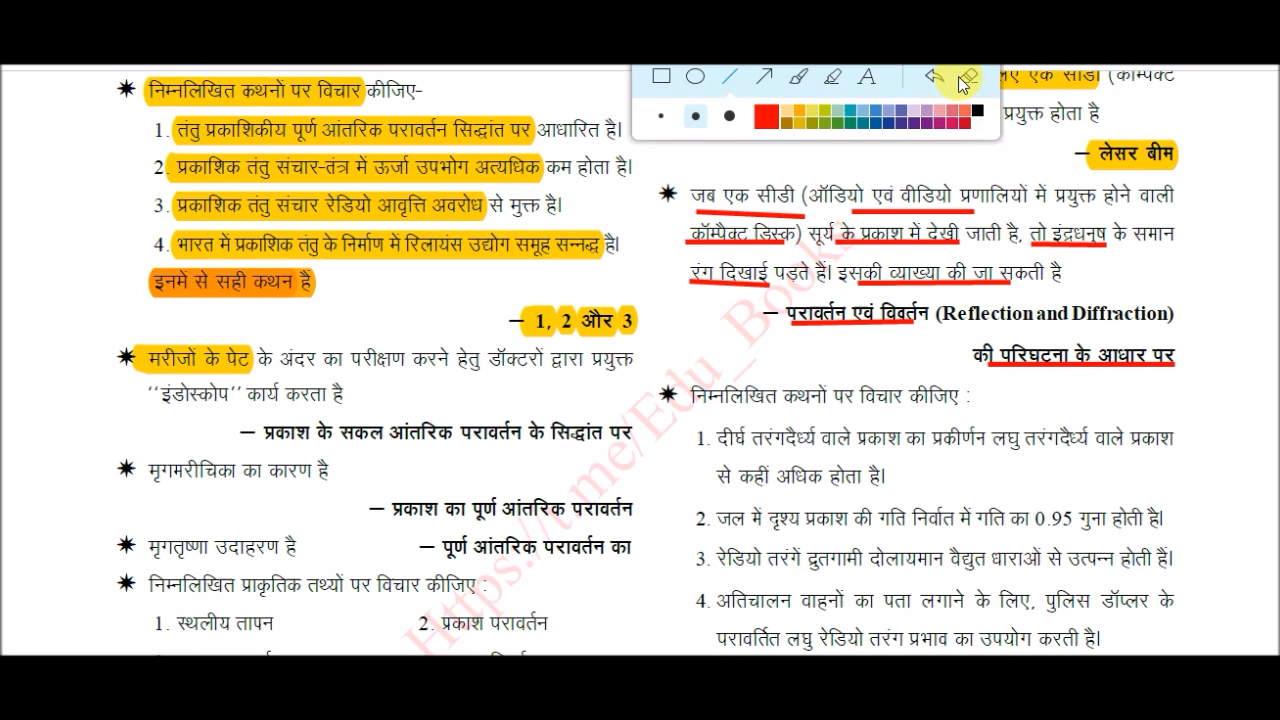 निम्नलिखित कथनों पर विचार कीजिए-
1. तंतु प्रकाशिकीय पूर्ण आंतरिक परावर्तन सिद्धांत पर आधारित है।
2. प्रकाशिक तंतु संचार-तंत्र में ऊर्जा उपभोग अत्यधिक कम होता है।
3. प्रकाशिक तंतु संचार रेडियो आवृत्ति अवरोध से मुक्त है।
4. भारत में प्रकाशिक तंतु के निर्माण में रिलायंस उद्योग समूह सन्नद्ध है।
इनमें से सही कथन हैं
– 1, 2 और 3
मरीजों के पेट के अंदर का परीक्षण करने हेतु डॉक्टरों द्वारा प्रयुक्त
‘‘इंडोस्कोप’’ कार्य करता है
– प्रकाश के सकल आंतरिक परावर्तन के सिद्धांत पर
मृगमरीचिका का कारण है
– प्रकाश का पूर्ण आंतरिक परावर्तन
मृगतृष्णा उदाहरण है – पूर्ण आंतरिक परावर्तन का
निम्नलिखित प्राकृतिक तथ्यों पर विचार कीजिए :
1. स्थलीय तापन 2. प्रकाश परावर्तन
लिए एक सीडी (कॉम्पैक्ट
प्रयुक्त होता है
– लेसर बीम
जब एक सीडी (ऑडियो एवं वीडियो प्रणालियों में प्रयुक्त होने वाली
कॉम्पैक्ट डिस्क) सूर्य के प्रकाश में देखी जाती है, तो इंद्रधनुष के समान
रंग दिखाई पड़ते हैं। इसकी व्याख्या की जा सकती है
– परावर्तन एवं विवर्तन (Reflection and Diffraction)
की परिघटना के आधार पर
निम्नलिखित कथनों पर विचार कीजिए :
1. दीर्घ तरंगदैर्ध्य वाले प्रकाश का प्रकीर्णन लघु तरंगदैर्ध्य वाले प्रकाश
से कहीं अधिक होता है।
2. जल में दृश्य प्रकाश की गति निर्वात में गति का 0.95 गुना होती है।
3. रेडियो तरंगें द्रुतगामी दोलायमान वैद्युत धाराओं से उत्पन्न होती हैं।
4. अतिचालन वाहनों का पता लगाने के लिए, पुलिस डॉप्लर के
परावर्तित लघु रेडियो तरंग प्रभाव का उपयोग करती है।
A
Https://t.me/Edu_Books